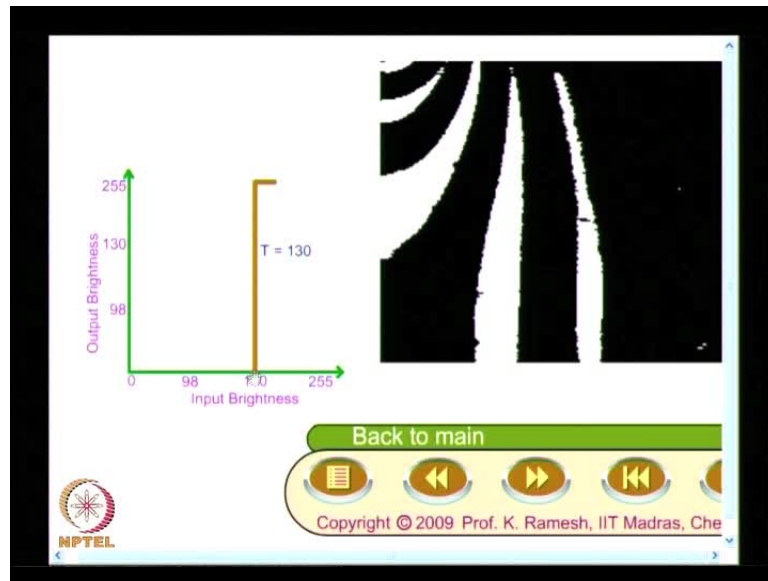 255
130
98
Output Brightness
T = 130
0 98 255
Input Brightness
Back to main
Copyright © 2009 Prof. K. Ramesh, IIT Madras, Che
NPTEL